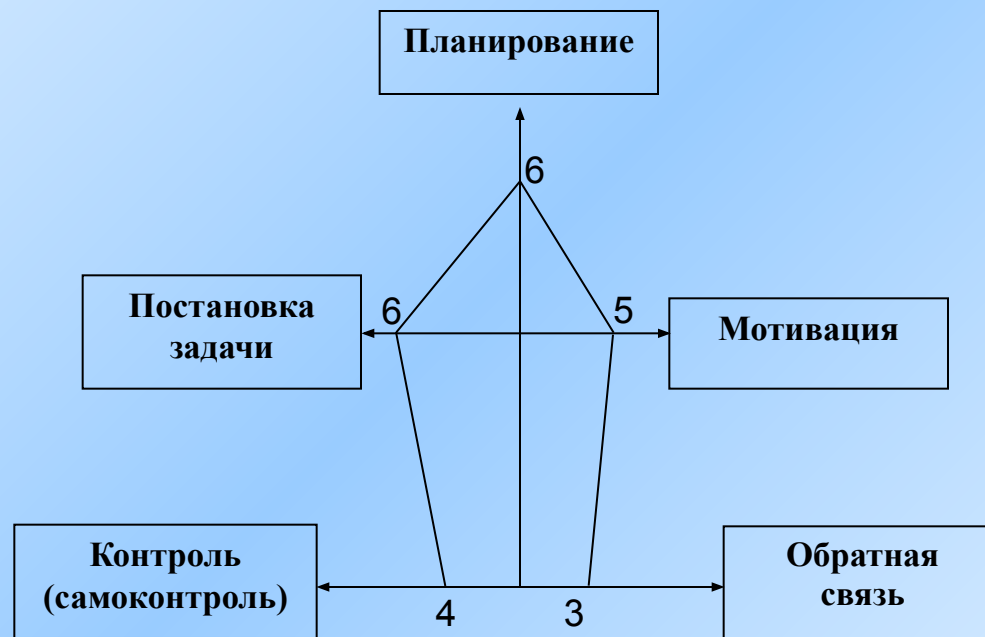 Планирование
6
Постановка
задачи
6
5
Мотивация
Контроль
(самоконтроль)
4
3
Обратная
связь